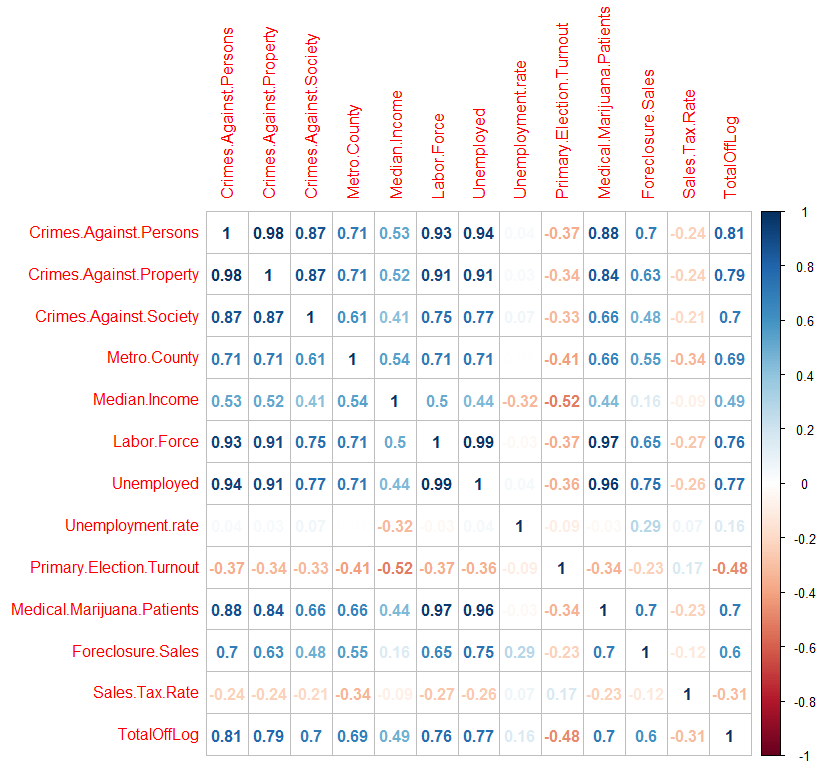 Crimes.Against.Persons
Crimes.Against.Property
Crimes.Against.Society
Metro.County
Median.Income
Labor.Force
Unemployed
Unemployment.rate
Primary.Election.Turnout
Medical.Marijuana.Patients
Foreclosure.Sales
Sales.Tax.Rate
TotalOffLog
Crimes.Against.Persons 1 0.98 0.87 0.71 0.53 0.93 0.94 0.04 -0.37 0.88 0.7 -0.24 0.81
Crimes.Against.Property 0.98 1 0.87 0.71 0.52 0.91 0.91 0.03 -0.34 0.84 0.63 -0.24 0.79
Crimes.Against.Society 0.87 0.87 1 0.61 0.41 0.75 0.77 0.07 -0.33 0.66 0.48 -0.21 0.7
Metro.County 0.71 0.71 0.61 1 0.54 0.71 0.71 -0.41 0.66 0.55 -0.34 0.69
Median.Income 0.53 0.52 0.41 0.54 1 0.5 0.44 -0.32 -0.52 0.44 0.16 -0.09 0.49
Labor.Force 0.93 0.91 0.75 0.71 0.5 1 0.99 -0.03 -0.37 0.97 0.65 -0.27 0.76
Unemployed 0.94 0.91 0.77 0.71 0.44 0.99 1 0.04 -0.36 0.96 0.75 -0.26 0.77
Unemployment.rate 0.04 0.03 0.07 -0.32 -0.03 0.04 1 -0.09 -0.03 0.29 0.07 0.16
Primary.Election.Turnout -0.37 -0.34 -0.33 -0.41 -0.52 -0.37 -0.36 -0.09 1 -0.34 -0.23 0.17 -0.48
Medical.Marijuana.Patients 0.88 0.84 0.66 0.66 0.44 0.97 0.96 -0.03 -0.34 1 0.7 -0.23 0.7
Foreclosure.Sales 0.7 0.63 0.48 0.55 0.16 0.65 0.75 0.29 -0.23 0.7 1 -0.12 0.6
Sales.Tax.Rate -0.24 -0.24 -0.21 -0.34 -0.09 -0.27 -0.26 0.07 0.17 -0.23 -0.12 1 -0.31
TotalOffLog 0.81 0.79 0.7 0.69 0.49 0.76 0.77 0.16 -0.48 0.7 0.6 -0.31 1
1
0.8
0.6
0.4
0.2
0
-0.2
-0.4
-0.6
-0.8
-1